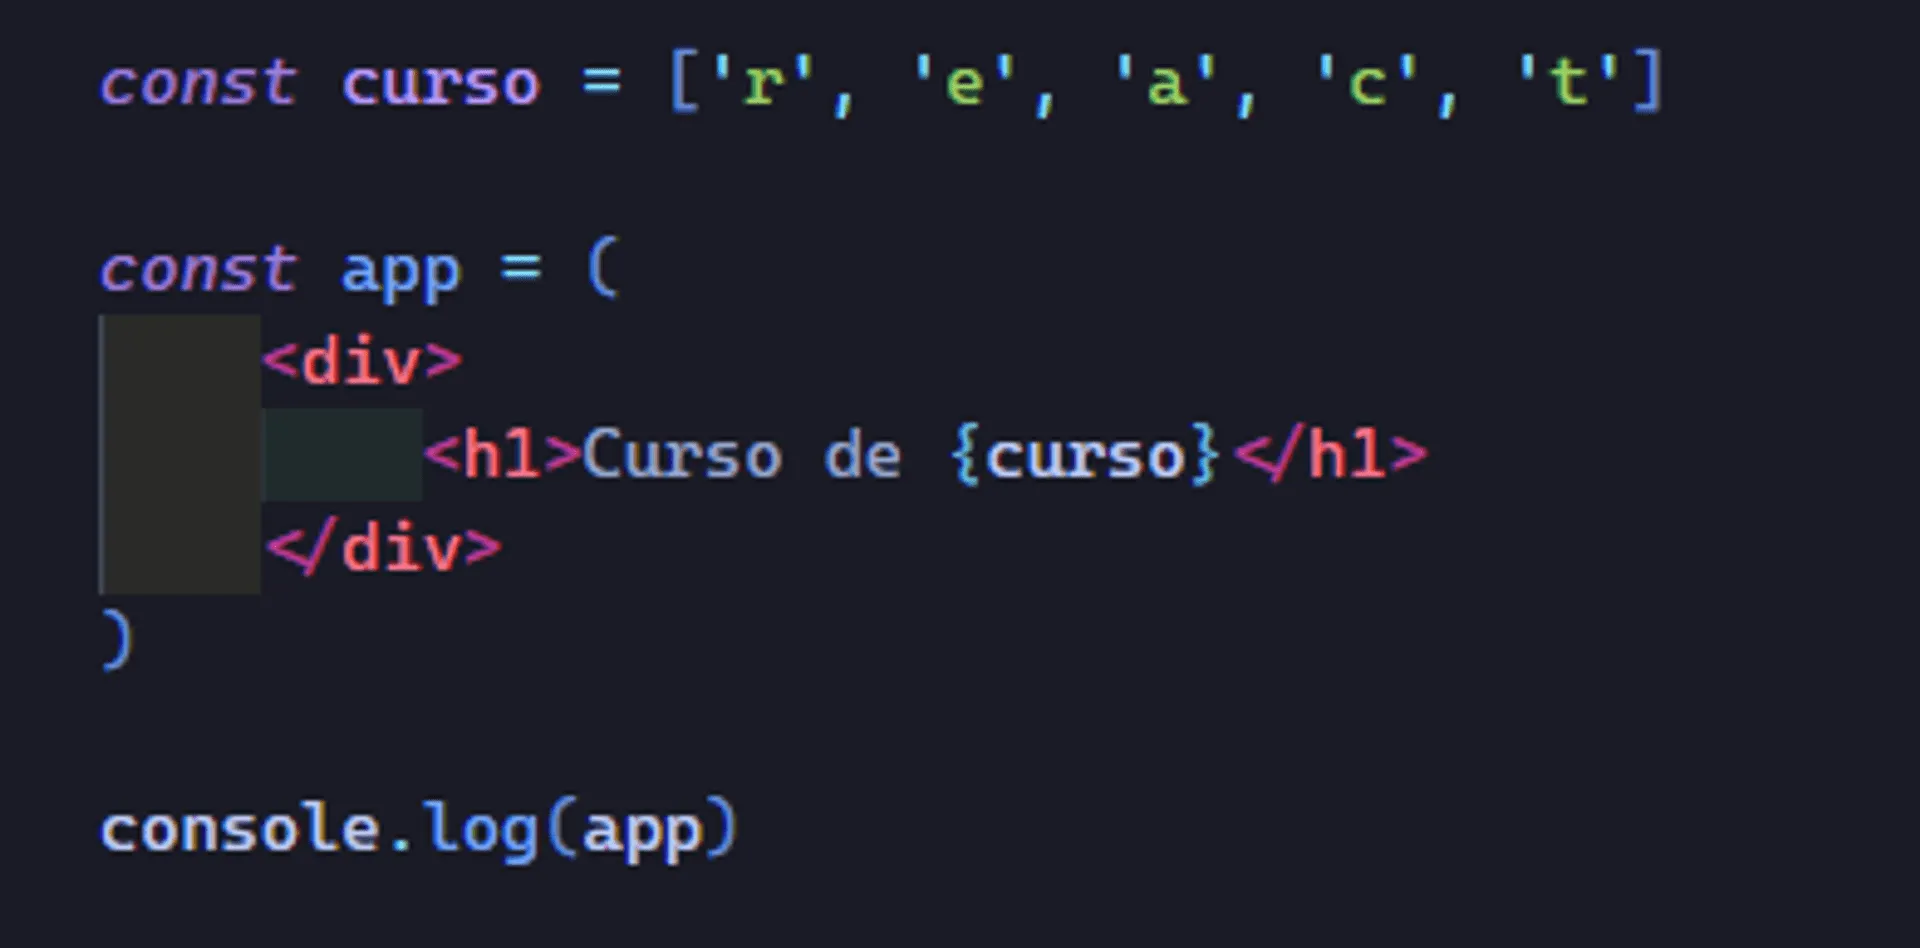 const curso = ['r', 'e', 'a', 'c', 't']
const app = (
<div>
<h1>Curso de {curso}</h1>
</div>
)
console.log(app)